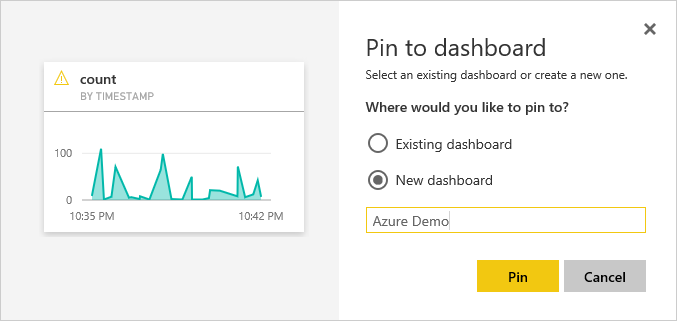 count
BY TIMESTAMP
100
0
10:35 PM
10:42 PM
Pin to dashboard
Select an existing dashboard or create a new one.
Where would you like to pin to?
Existing dashboard
New dashboard
Azure Demo
Pin
Cancel